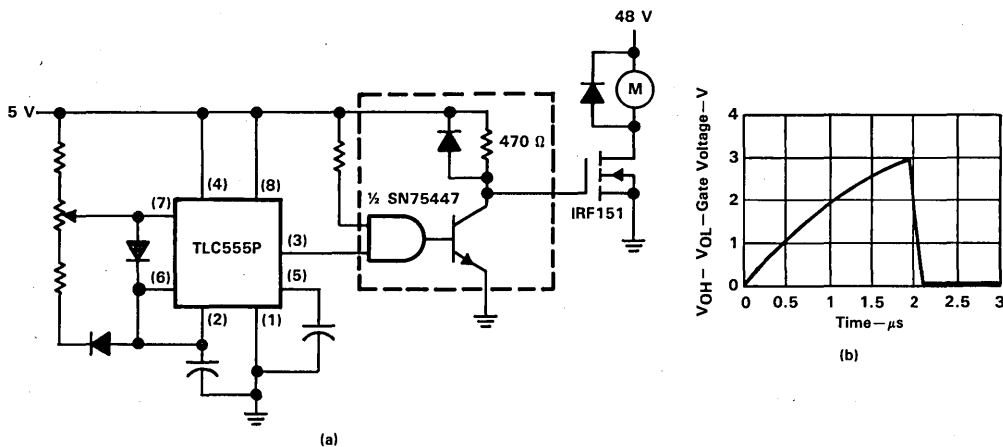 48 V
M
5 V
470 Ω
(4)
(8)
½ SN75447
(7)
TLC555P
(3)
IRF151
(6)
(5)
(2)
(1)
(a)
VOH – VOL – Gate Voltage – V
4
3
2
1
0
0
0.5
1
1.5
2
2.5
3
Time – μs
(b)